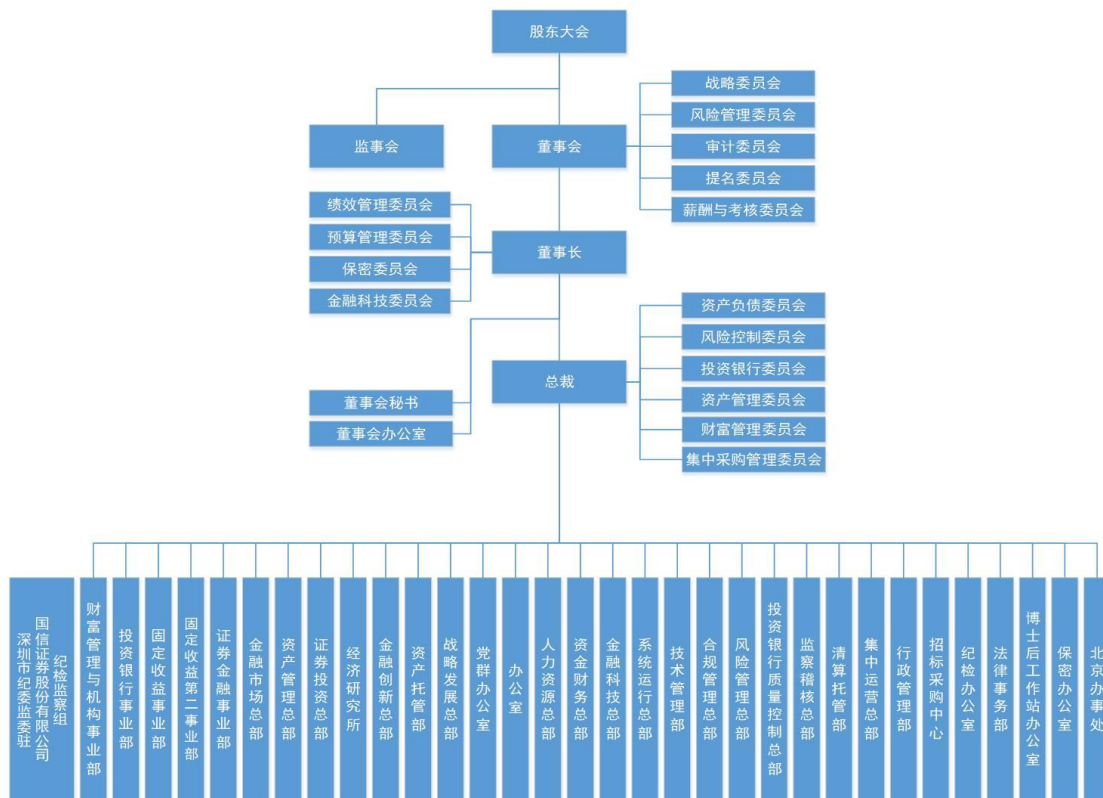 股东大会
战略委员会
风险管理委员会
监事会
董事会
审计委员会
提名委员会
薪酬与考核委员会
绩效管理委员会
预算管理委员会
董事长
保密委员会
金融科技委员会
资产负债委员会
风险控制委员会
投资银行委员会
总裁
资产管理委员会
财富管理委员会
集中采购管理委员会
董事会秘书
董事会办公室
深圳市纪委监委驻
国信证券股份有限公司
纪检监察组
财富管理与机构事业部
投资银行事业部
固定收益事业部
固定收益第二事业部
证券金融事业部
金融市场总部
资产管理总部
证券投资总部
经济研究所
金融创新总部
资产托管部
战略发展总部
党群办公室
办公室
人力资源总部
资金财务总部
金融科技总部
系统运行总部
技术管理部
合规管理总部
风险管理总部
投资银行质量控制总部
监察稽核总部
清算托管部
集中运营总部
行政管理部
招标采购中心
纪检办公室
法律事务部
博士后工作站办公室
保密办公室
北京办事处